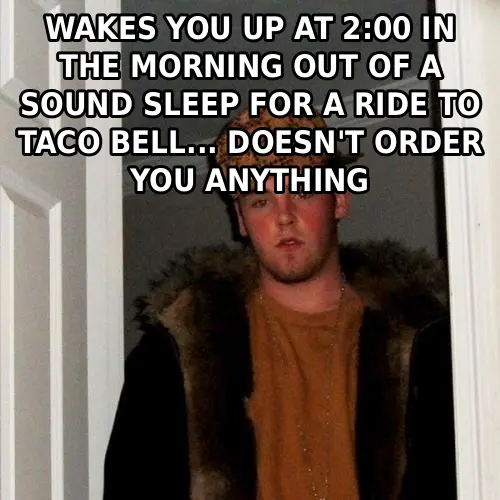 WAKES YOU UP AT 2:00 IN
THE MORNING OUT OF A
SOUND SLEEP FOR A RIDE TO
TACO BELL... DOESN'T ORDER
YOU ANYTHING